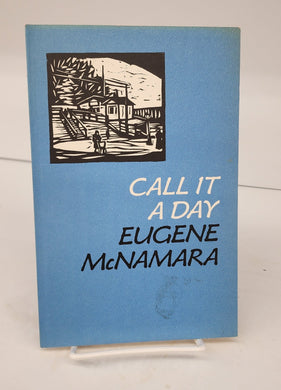 CALL IT
A DAY
EUGENE
McNAMARA